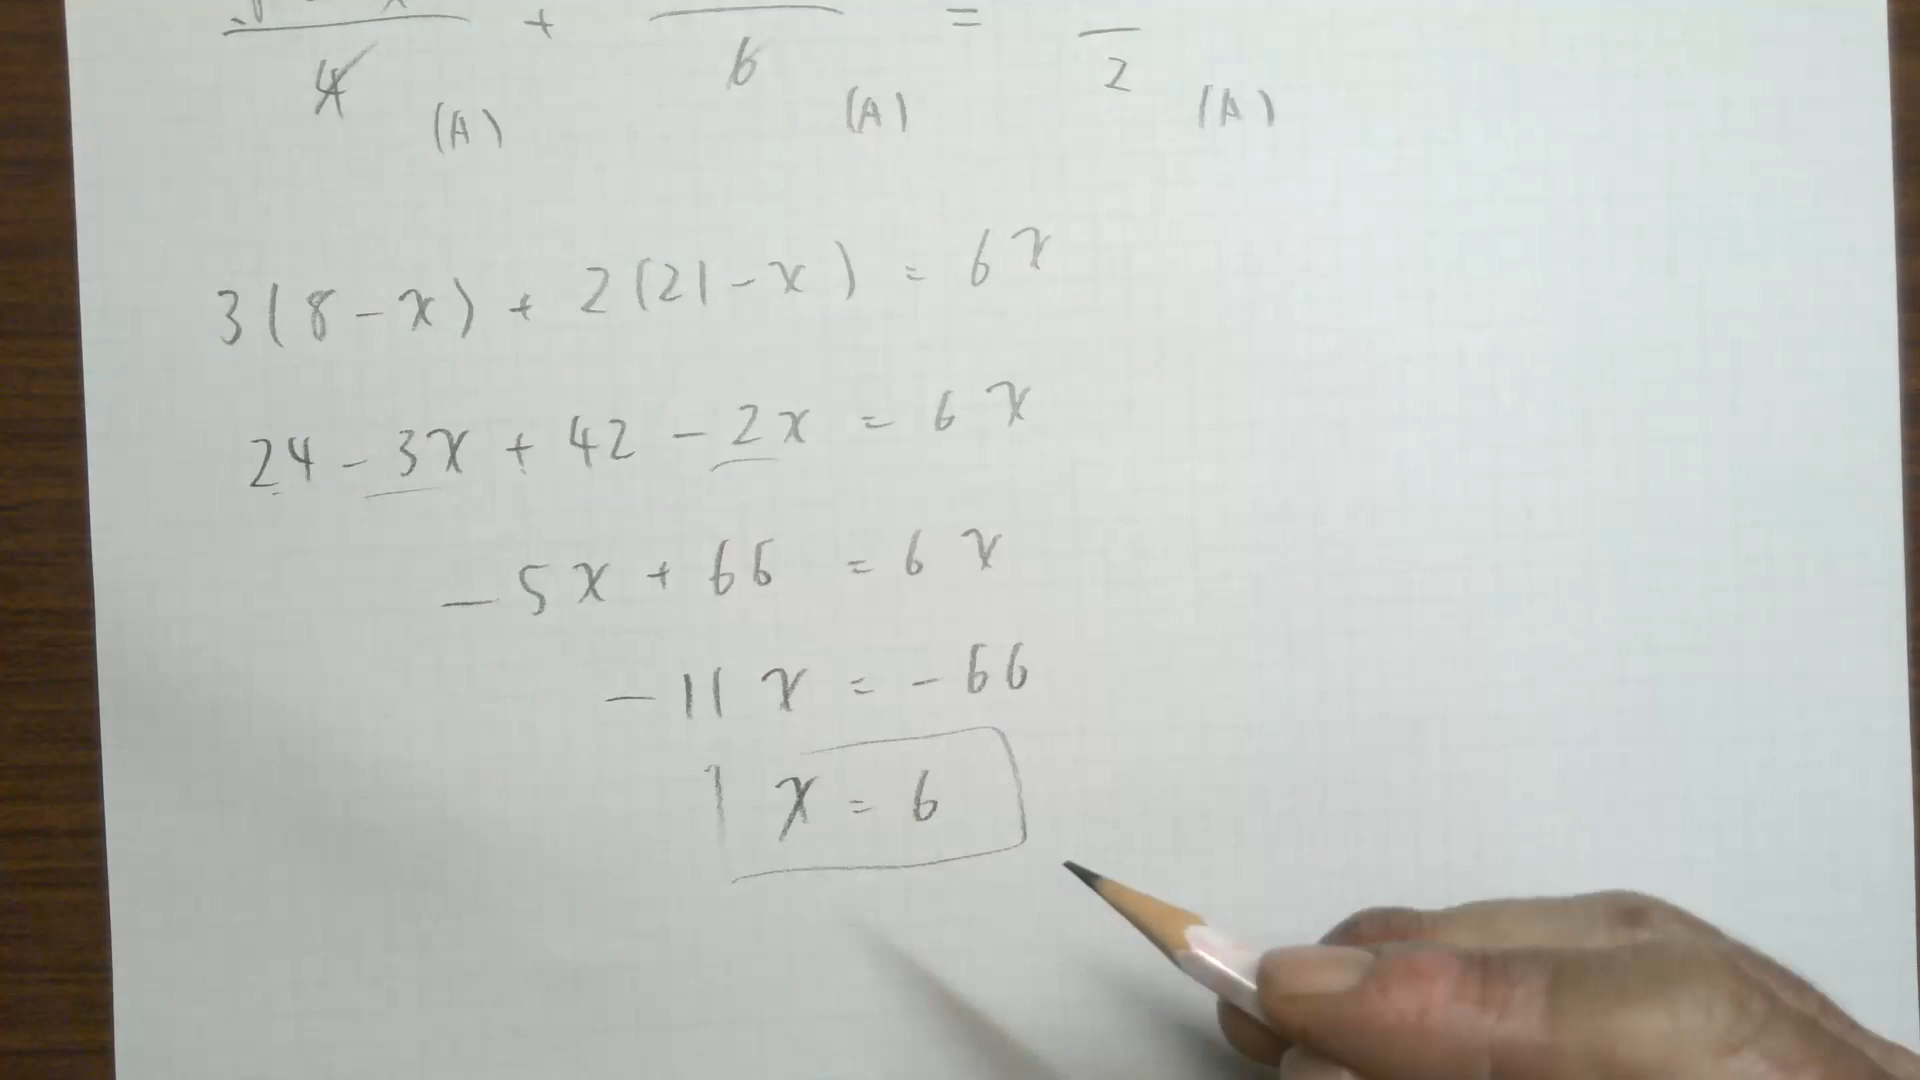 + =
4 6 2
(A) (A) (A)
3(8-x) + 2(21-x) = 6x
24 - 3x + 42 - 2x = 6x
-5x + 66 = 6x
-11x = -66
x = 6